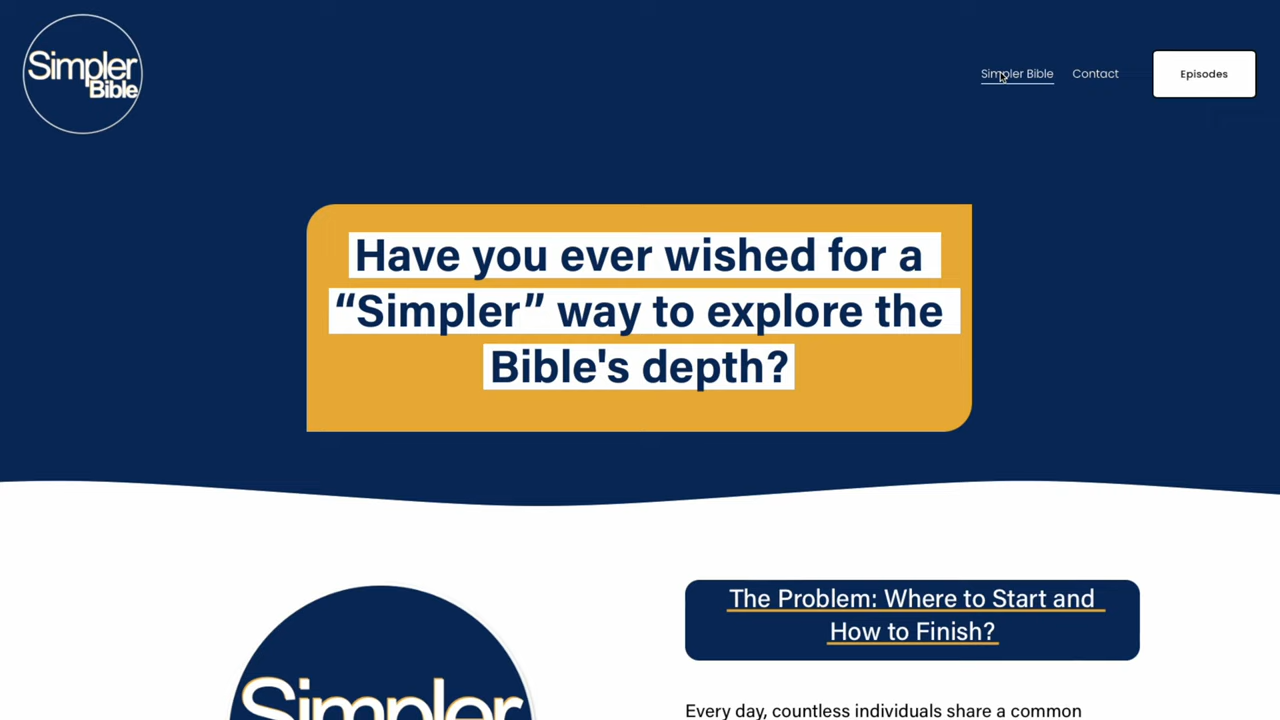 Simpler
Bible
Simpler Bible
Contact
Episodes
Have you ever wished for a
“Simpler” way to explore the
Bible's depth?
The Problem: Where to Start and
How to Finish?
Simpler
Every day, countless individuals share a common